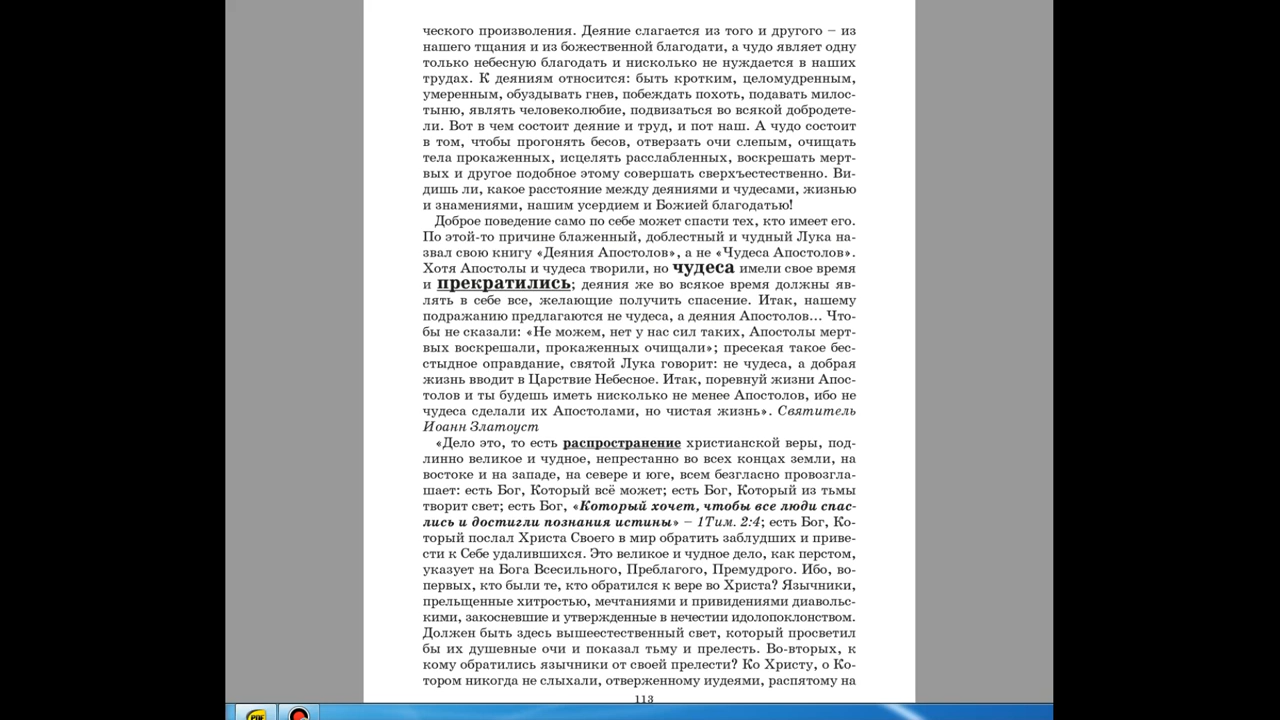 ческого произволения. Деяние слагается из того и другого – из
нашего тщания и из божественной благодати, а чудо являет одну
только небесную благодать и нисколько не нуждается в наших
трудах. К деяниям относится: быть кротким, целомудренным,
умеренным, обуздывать гнев, побеждать похоть, подавать милос-
тыню, являть человеколюбие, подвизаться во всякой добродете-
ли. Вот в чем состоит деяние и труд, и пот наш. А чудо состоит
в том, чтобы прогонять бесов, отверзать очи слепым, очищать
тела прокаженных, исцелять расслабленных, воскрешать мерт-
вых и другое подобное этому совершать сверхъестественно. Ви-
дишь ли, какое расстояние между деяниями и чудесами, жизнью
и знамениями, нашим усердием и Божией благодатью!
Доброе поведение само по себе может спасти тех, кто имеет его.
По этой-то причине блаженный, доблестный и чудный Лука на-
звал свою книгу «Деяния Апостолов», а не «Чудеса Апостолов».
Хотя Апостолы и чудеса творили, но чудеса имели свое время
и прекратились; деяния же во всякое время должны яв-
лять в себе все, желающие получить спасение. Итак, нашему
подражанию предлагаются не чудеса, а деяния Апостолов... Что-
бы не сказали: «Не можем, нет у нас сил таких, Апостолы мерт-
вых воскрешали, прокаженных очищали»; пресекая такое бес-
стыдное оправдание, святой Лука говорит: не чудеса, а добрая
жизнь вводит в Царствие Небесное. Итак, поревнуй жизни Апос-
толов и ты будешь иметь нисколько не менее Апостолов, ибо не
чудеса сделали их Апостолами, но чистая жизнь». Святитель
Иоанн Златоуст
«Дело это, то есть распространение христианской веры, под-
линно великое и чудное, непрестанно во всех концах земли, на
востоке и на западе, на севере и юге, всем безгласно провозгла-
шает: есть Бог, Который всё может; есть Бог, Который из тьмы
творит свет; есть Бог, «Который хочет, чтобы все люди спас-
лись и достигли познания истины» – 1Тим. 2:4; есть Бог, Ко-
торый послал Христа Своего в мир обратить заблудших и приве-
сти к Себе удалившихся. Это великое и чудное дело, как перстом,
указует на Бога Всесильного, Преблагого, Премудрого. Ибо, во-
первых, кто были те, кто обратился к вере во Христа? Язычники,
прельщенные хитростью, мечтаниями и привидениями диавольс-
кими, закосневшие и утвержденные в нечестии идолопоклонством.
Должен быть здесь вышеестественный свет, который просветил
бы их душевные очи и показал тьму и прелесть. Во-вторых, к
кому обратились язычники от своей прелести? Ко Христу, о Ко-
тором никогда не слыхали, отверженному иудеями, распятому на
113
PDF